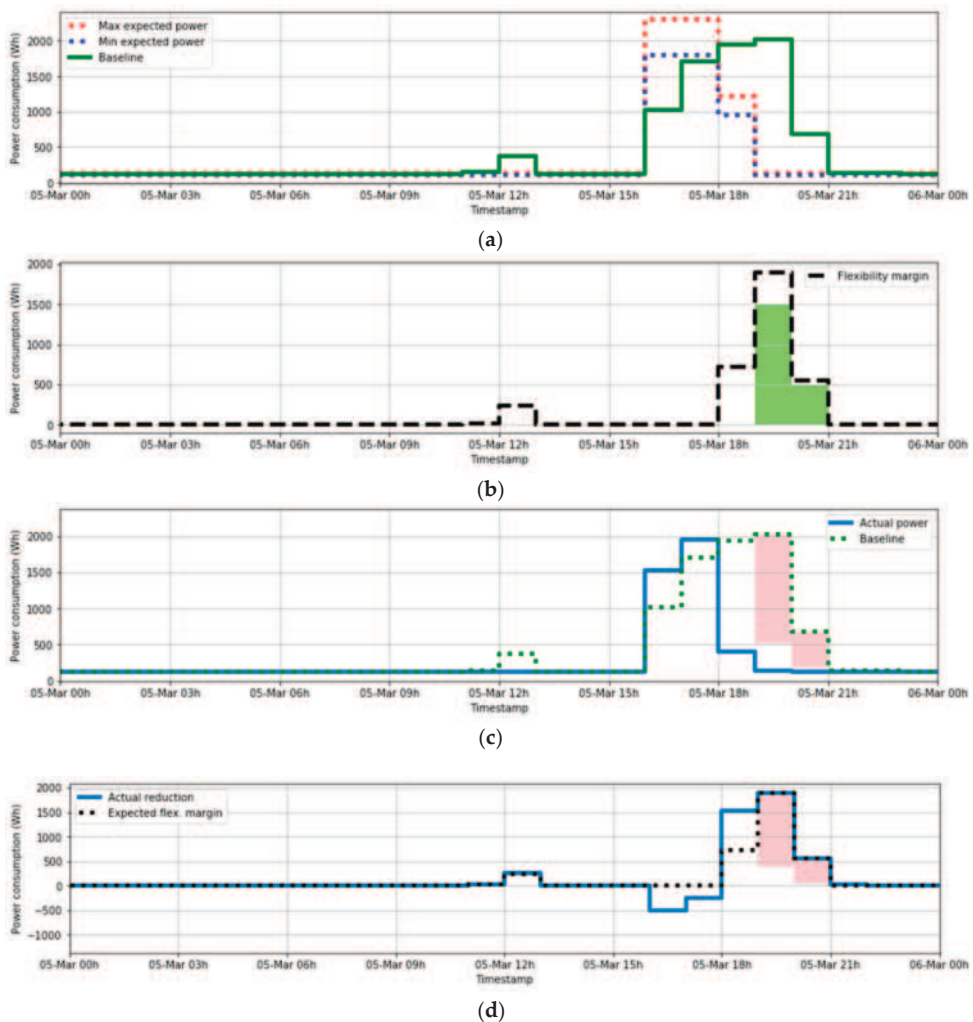 Max expected power
Min expected power
Baseline
Power consumption (Wh)
2000
1500
1000
500
0
05-Mar 00h 05-Mar 03h 05-Mar 06h 05-Mar 09h 05-Mar 12h 05-Mar 15h 05-Mar 18h 05-Mar 21h 06-Mar 00h
Timestamp
(a)
Flexibility margin
Power consumption (Wh)
2000
1500
1000
500
0
05-Mar 00h 05-Mar 03h 05-Mar 06h 05-Mar 09h 05-Mar 12h 05-Mar 15h 05-Mar 18h 05-Mar 21h 06-Mar 00h
Timestamp
(b)
Actual power
Baseline
Power consumption (Wh)
2000
1500
1000
500
0
05-Mar 00h 05-Mar 03h 05-Mar 06h 05-Mar 09h 05-Mar 12h 05-Mar 15h 05-Mar 18h 05-Mar 21h 06-Mar 00h
Timestamp
(c)
Actual reduction
Expected flex. margin
Power consumption (Wh)
2000
1500
1000
500
0
−500
−1000
05-Mar 00h 05-Mar 03h 05-Mar 06h 05-Mar 09h 05-Mar 12h 05-Mar 15h 05-Mar 18h 05-Mar 21h 06-Mar 00h
Timestamp
(d)